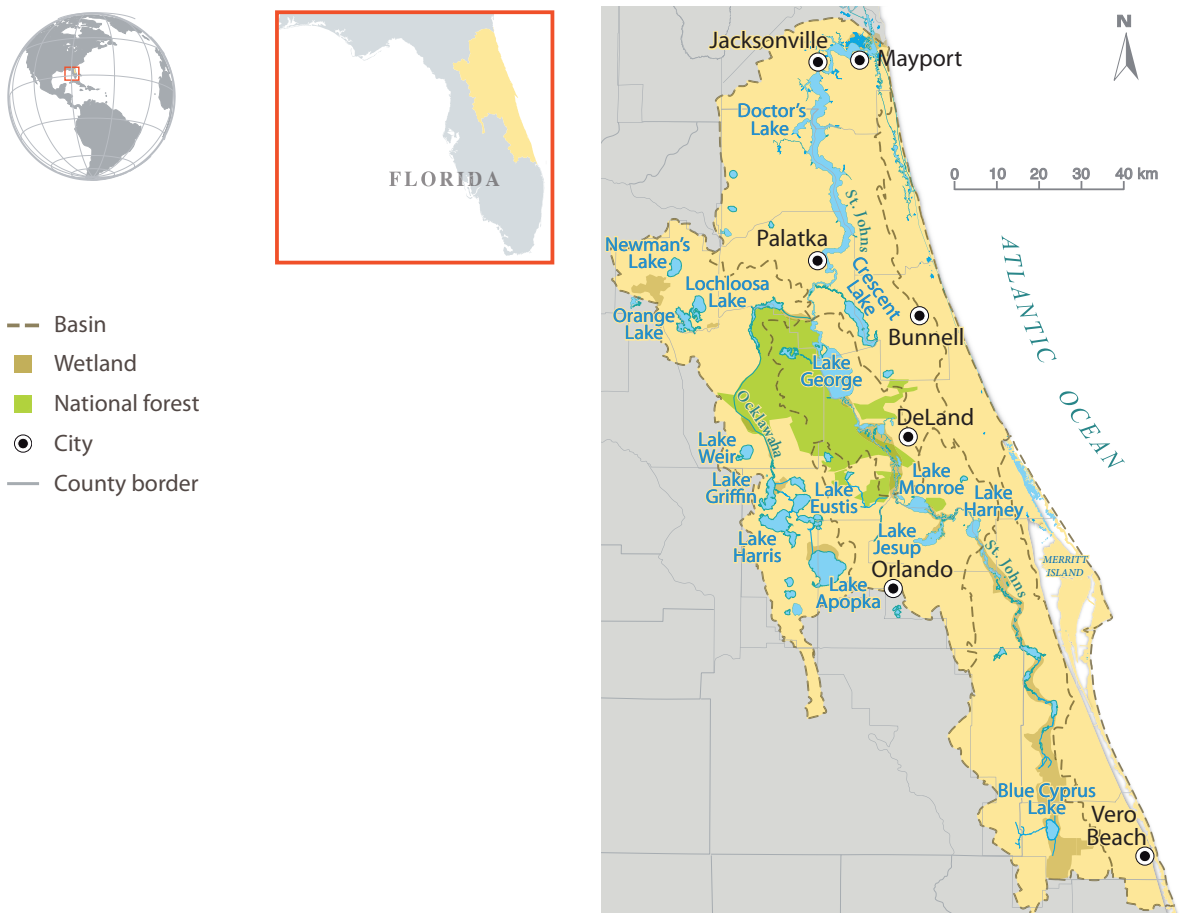 FLORIDA
Basin
Wetland
National forest
City
County border
N
0 10 20 30 40 km
Jacksonville
Mayport
Doctor's
Lake
St. Johns
Palatka
Newman's
Lake
Lochloosa
Lake
Orange
Lake
Crescent
Lake
Bunnell
Lake
George
ATLANTIC OCEAN
Ocklawaha
DeLand
Lake
Weir
Lake
Griffin
Lake
Eustis
Lake
Monroe
Lake
Harney
Lake
Harris
Lake
Jesup
St. Johns
MERRITT
ISLAND
Orlando
Lake
Apopka
Blue Cyprus
Lake
Vero
Beach